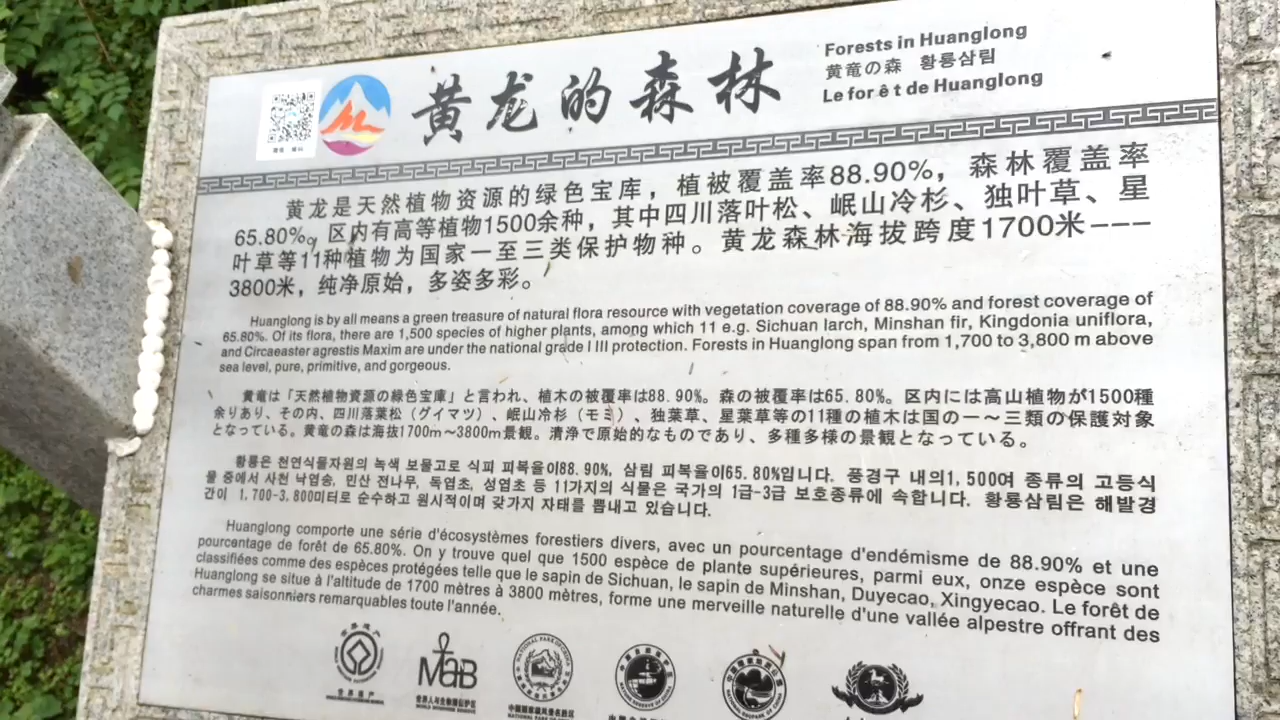 黄龙的森林
Forests in Huanglong
黄竜の森 황룡삼림
Le for ê t de Huanglong
黄龙是天然植物资源的绿色宝库，植被覆盖率88.90%，森林覆盖率
65.80%。区内有高等植物1500余种，其中四川落叶松、岷山冷杉、独叶草、星
叶草等11种植物为国家一至三类保护物种。黄龙森林海拔跨度1700米---
3800米，纯净原始，多姿多彩。
Huanglong is by all means a green treasure of natural flora resource with vegetation coverage of 88.90% and forest coverage of
65.80%. Of its flora, there are 1,500 species of higher plants, among which 11 e.g. Sichuan larch, Minshan fir, Kingdonia uniflora,
and Circaeaster agrestis Maxim are under the national grade I III protection. Forests in Huanglong span from 1,700 to 3,800 m above
sea level, pure, primitive, and gorgeous.
黄竜は「天然植物資源の緑色宝庫」と言われ、植木の被覆率は88.90%。森の被覆率は65.80%。区内には高山植物が1500種
余りあり、その内、四川落葉松（グイマツ）、岷山冷杉（モミ）、独葉草、星葉草等の11種の植木は国の一～三類の保護対象
となっている。黄竜の森は海抜1700m～3800m景観。清浄で原始的なものであり、多種多様の景観となっている。
황룡은 천연식물자원의 녹색 보물고로 식피 피복율이88.90%, 삼림 피복율이65.80%입니다. 풍경구 내의1,500여 종류의 고등식
물 중에서 사천 낙엽송, 민산 전나무, 독엽초, 성엽초 등 11가지의 식물은 국가의 1급-3급 보호종류에 속합니다. 황룡삼림은 해발경
간이 1.700-3.800미터로 순수하고 원시적이며 갖가지 자태를 뽐내고 있습니다.
Huanglong comporte une série d'écosystèmes forestiers divers, avec un pourcentage d'endémisme de 88.90% et une
pourcentage de forêt de 65.80%. On y trouve quel que 1500 espèce de plante supérieures, parmi eux, onze espèce sont
classifiées comme des espèces protégées telle que le sapin de Sichuan, le sapin de Minshan, Duyecao, Xingyecao. Le forêt de
Huanglong se situe à l'altitude de 1700 mètres à 3800 mètres, forme une merveille naturelle d'une vallée alpestre offrant des
charmes saisonniers remarquables toute l'année.
MaB
世界遗产
世界人与生物圈保护区
中国国家级风景名胜区